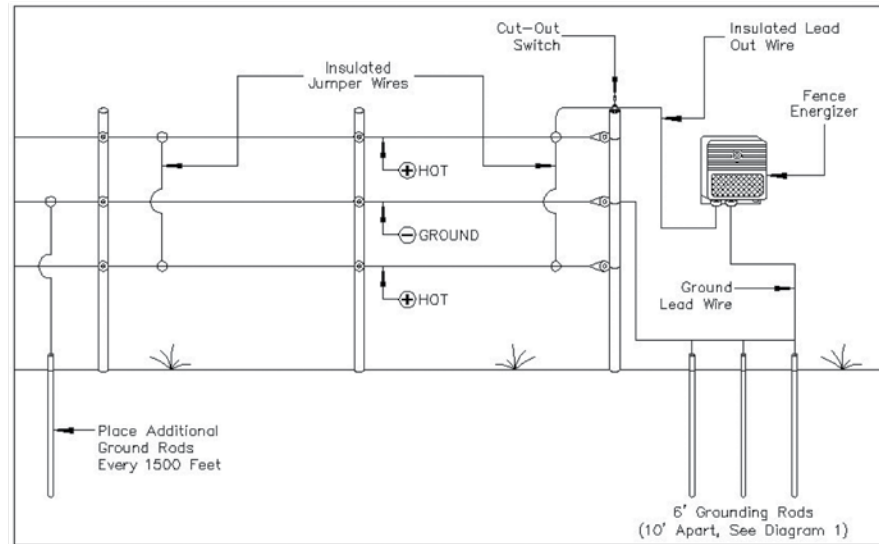 Cut-Out
Switch
Insulated Lead
Out Wire
Insulated
Jumper Wires
Fence
Energizer
+ HOT
− GROUND
+ HOT
Ground
Lead Wire
Place Additional
Ground Rods
Every 1500 Feet
6' Grounding Rods
(10' Apart, See Diagram 1)